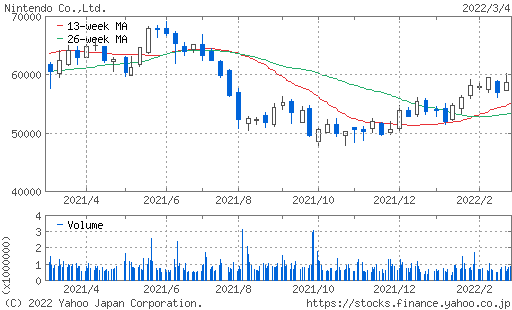 Nintendo Co.,Ltd. 2022/3/4
70000
13-week MA
26-week MA
60000
50000
40000
2021/4 2021/6 2021/8 2021/10 2021/12 2022/2
4
Volume
3
2
1
0
(x1000000)
2021/4 2021/6 2021/8 2021/10 2021/12 2022/2
(C) 2022 Yahoo Japan Corporation. https://stocks.finance.yahoo.co.jp/